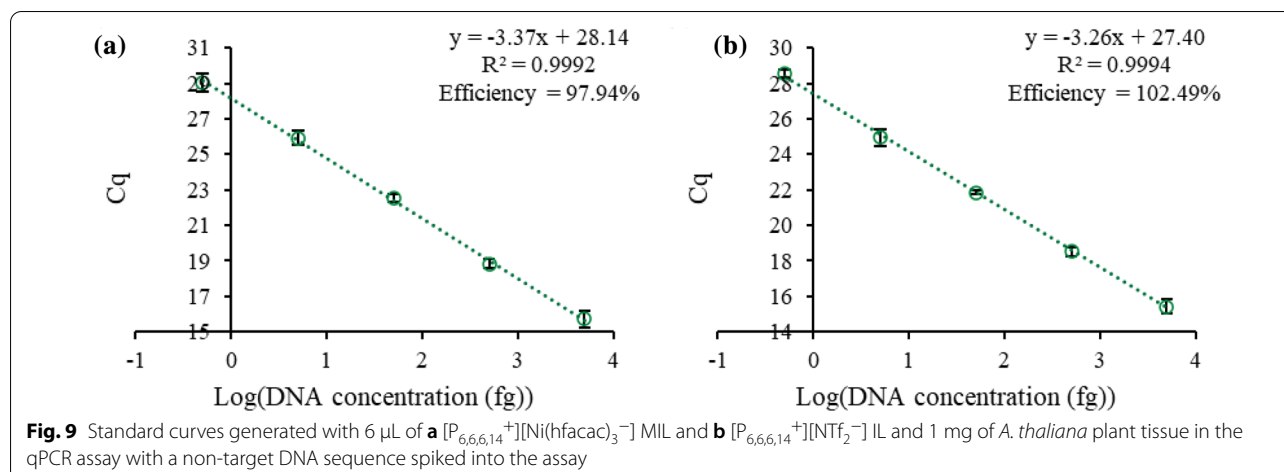 (a)
y = -3.37x + 28.14
R² = 0.9992
Efficiency = 97.94%
31
29
27
25
23
21
19
17
15
Cq
-1 0 1 2 3 4
Log(DNA concentration (fg))
(b)
y = -3.26x + 27.40
R² = 0.9994
Efficiency = 102.49%
30
28
26
24
22
20
18
16
14
Cq
-1 0 1 2 3 4
Log(DNA concentration (fg))
Fig. 9 Standard curves generated with 6 µL of a [P₆,₆,₆,₁₄⁺][Ni(hfacac)₃⁻] MIL and b [P₆,₆,₆,₁₄⁺][NTf₂⁻] IL and 1 mg of A. thaliana plant tissue in the
qPCR assay with a non-target DNA sequence spiked into the assay